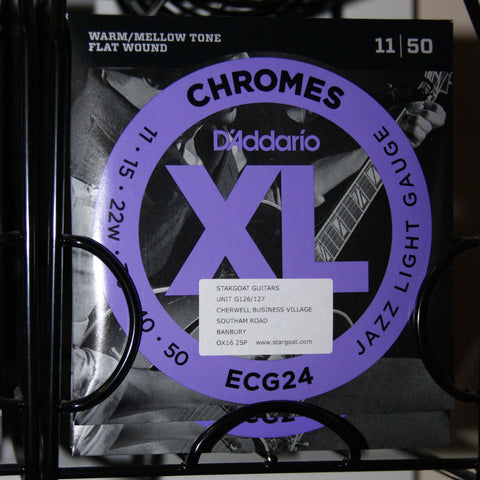 WARM/MELLOW TONE
FLAT WOUND
11|50
CHROMES
D'Addario
XL
11 • 15 • 22W •
40 • 50
JAZZ LIGHT GAUGE
STARGOAT GUITARS
UNIT G126/127
CHERWELL BUSINESS VILLAGE
SOUTHAM ROAD
BANBURY
OX16 2SP www.stargoat.com
ECG24